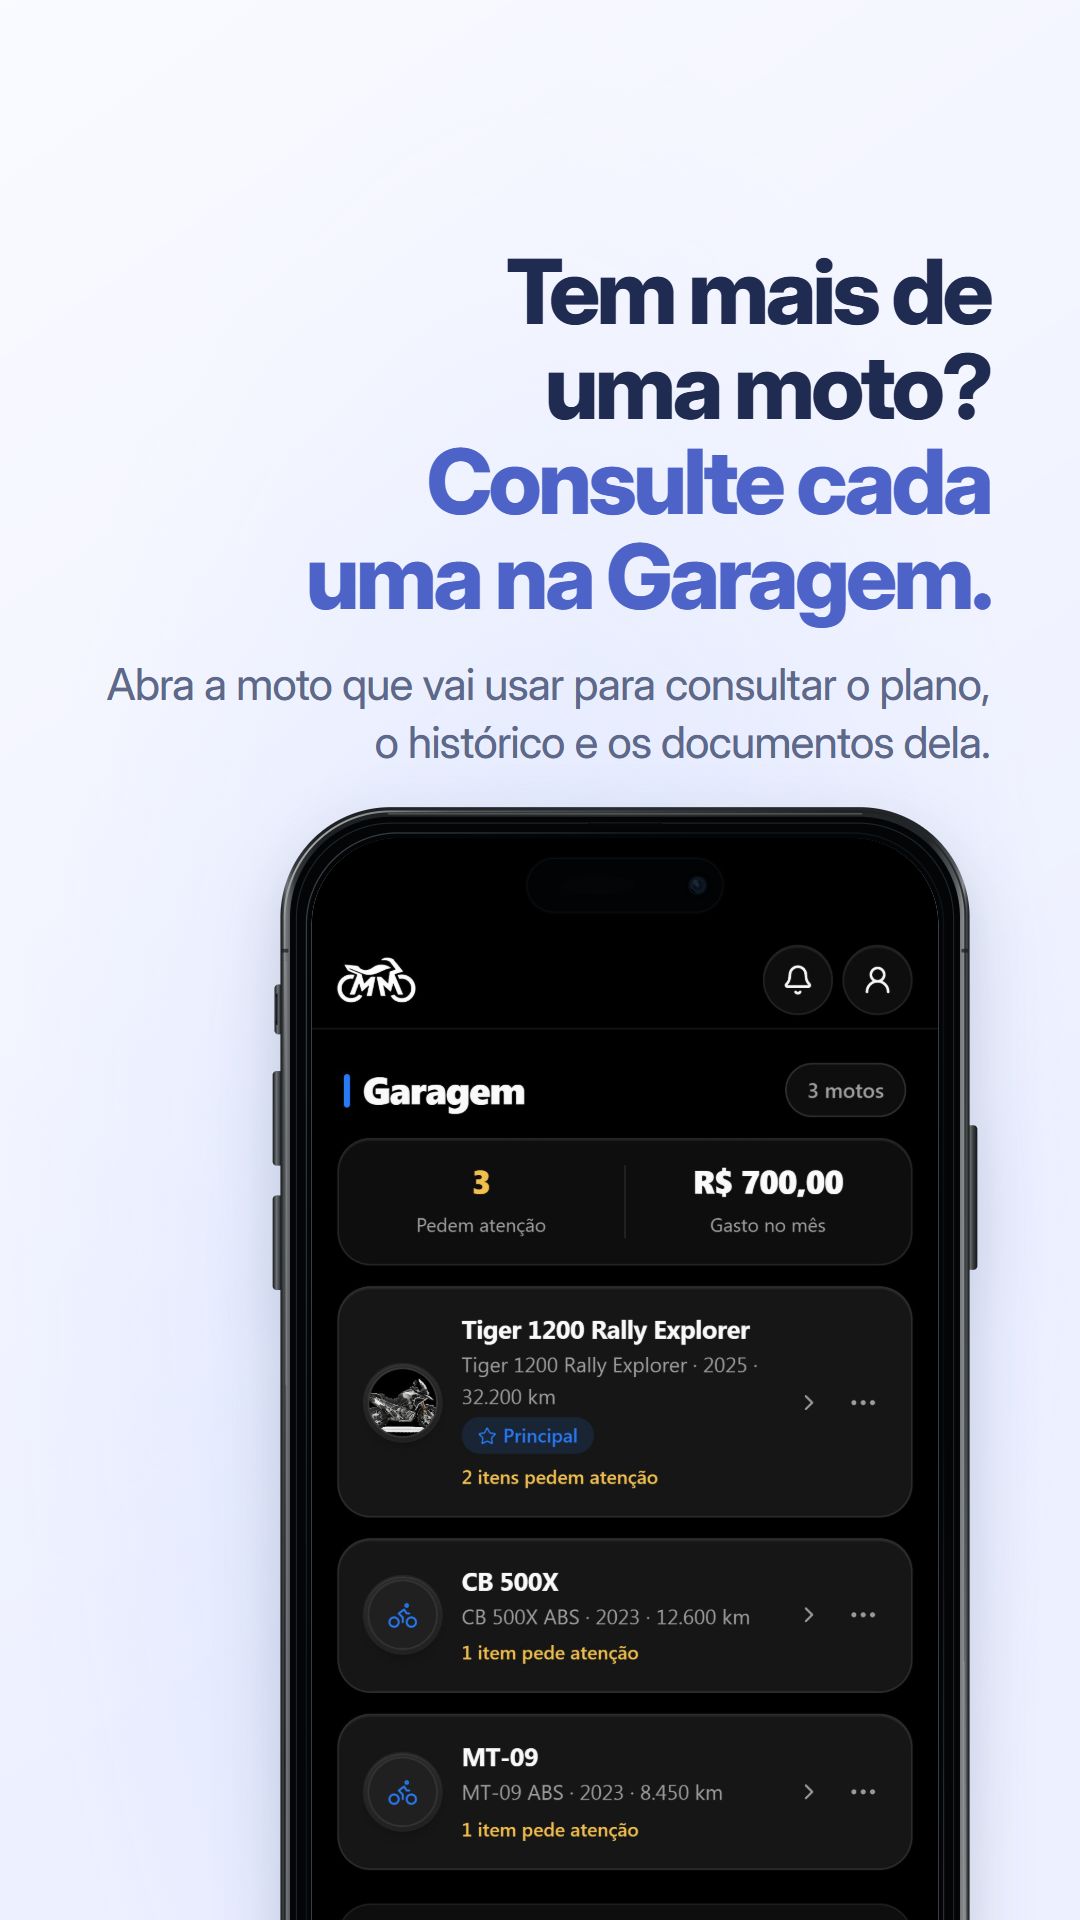 Tem mais de
uma moto?
Consulte cada
uma na Garagem.
Abra a moto que vai usar para consultar o plano,
o histórico e os documentos dela.
MM
Garagem
3 motos
3
Pedem atenção
R$ 700,00
Gasto no mês
Tiger 1200 Rally Explorer
Tiger 1200 Rally Explorer · 2025 ·
32.200 km
Principal
2 itens pedem atenção
CB 500X
CB 500X ABS · 2023 · 12.600 km
1 item pede atenção
MT-09
MT-09 ABS · 2023 · 8.450 km
1 item pede atenção